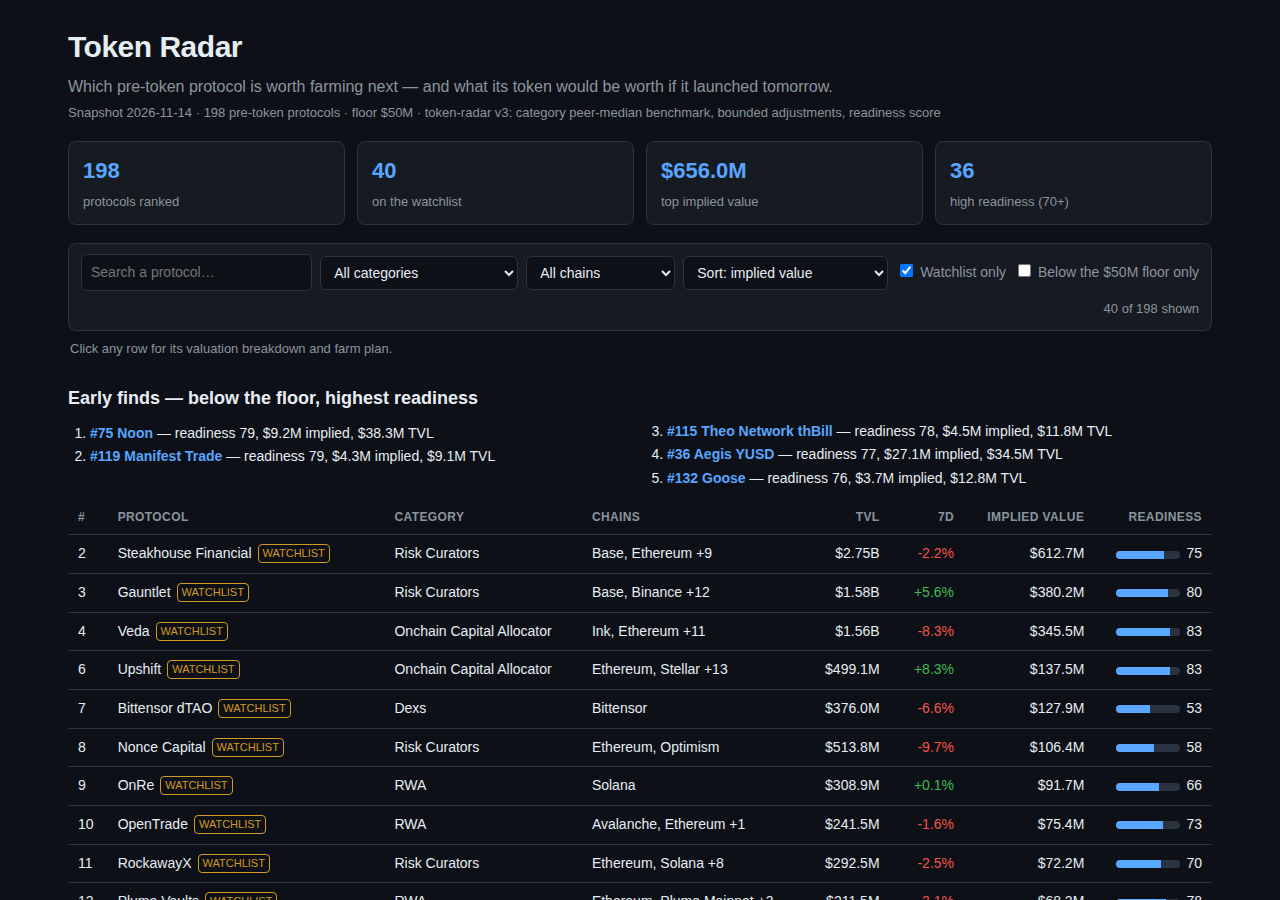 Token Radar
Which pre-token protocol is worth farming next — and what its token would be worth if it launched tomorrow.
Snapshot 2026-11-14 · 198 pre-token protocols · floor $50M · token-radar v3: category peer-median benchmark, bounded adjustments, readiness score
198
protocols ranked
40
on the watchlist
$656.0M
top implied value
36
high readiness (70+)
Search a protocol…
All categories
All chains
Sort: implied value
Watchlist only
Below the $50M floor only
40 of 198 shown
Click any row for its valuation breakdown and farm plan.
Early finds — below the floor, highest readiness
1. #75 Noon — readiness 79, $9.2M implied, $38.3M TVL
2. #119 Manifest Trade — readiness 79, $4.3M implied, $9.1M TVL
3. #115 Theo Network thBill — readiness 78, $4.5M implied, $11.8M TVL
4. #36 Aegis YUSD — readiness 77, $27.1M implied, $34.5M TVL
5. #132 Goose — readiness 76, $3.7M implied, $12.8M TVL
# PROTOCOL CATEGORY CHAINS TVL 7D IMPLIED VALUE READINESS
2 Steakhouse Financial WATCHLIST Risk Curators Base, Ethereum +9 $2.75B -2.2% $612.7M 75
3 Gauntlet WATCHLIST Risk Curators Base, Binance +12 $1.58B +5.6% $380.2M 80
4 Veda WATCHLIST Onchain Capital Allocator Ink, Ethereum +11 $1.56B -8.3% $345.5M 83
6 Upshift WATCHLIST Onchain Capital Allocator Ethereum, Stellar +13 $499.1M +8.3% $137.5M 83
7 Bittensor dTAO WATCHLIST Dexs Bittensor $376.0M -6.6% $127.9M 53
8 Nonce Capital WATCHLIST Risk Curators Ethereum, Optimism $513.8M -9.7% $106.4M 58
9 OnRe WATCHLIST RWA Solana $308.9M +0.1% $91.7M 66
10 OpenTrade WATCHLIST RWA Avalanche, Ethereum +1 $241.5M -1.6% $75.4M 73
11 RockawayX WATCHLIST Risk Curators Ethereum, Solana +8 $292.5M -2.5% $72.2M 70